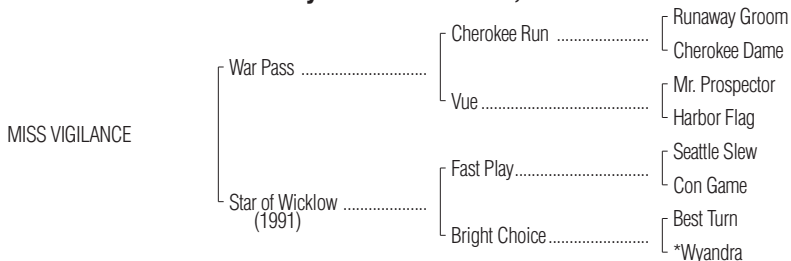 Runaway Groom
Cherokee Run ........................
Cherokee Dame
War Pass .................................
Mr. Prospector
Vue ............................................
Harbor Flag
MISS VIGILANCE
Seattle Slew
Fast Play...................................
Con Game
Star of Wicklow ......................
(1991)
Best Turn
Bright Choice..........................
*Wyandra